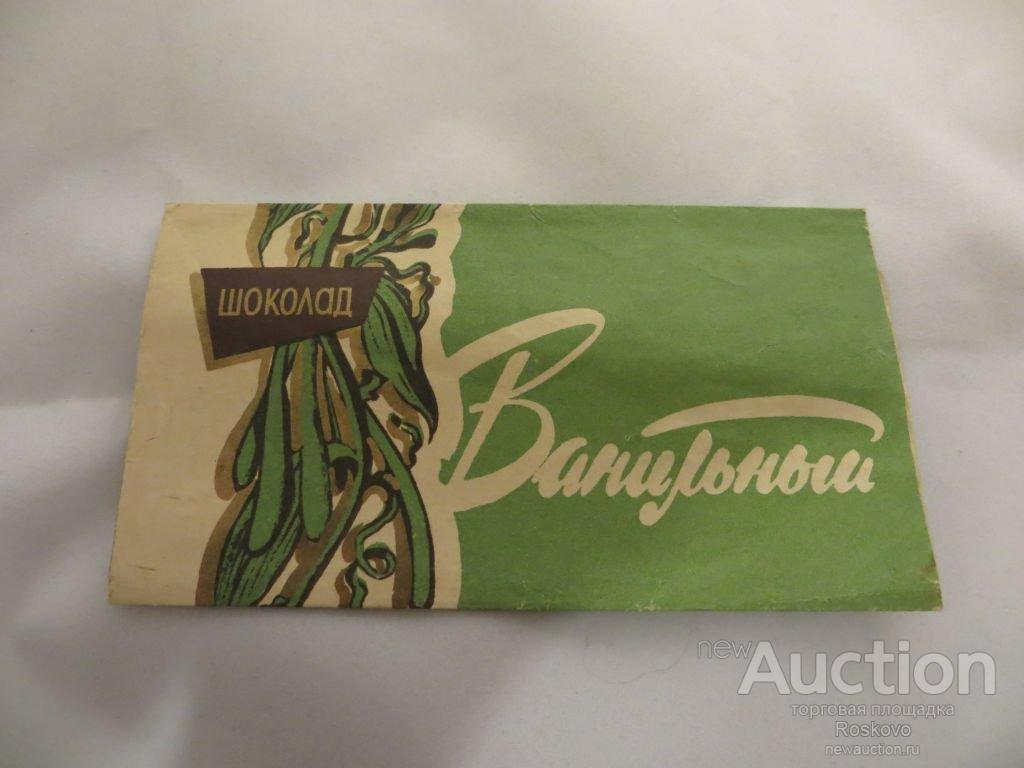 шоколад
Ванильный
newAuction
торговая площадка
Roskovo
newauction.ru